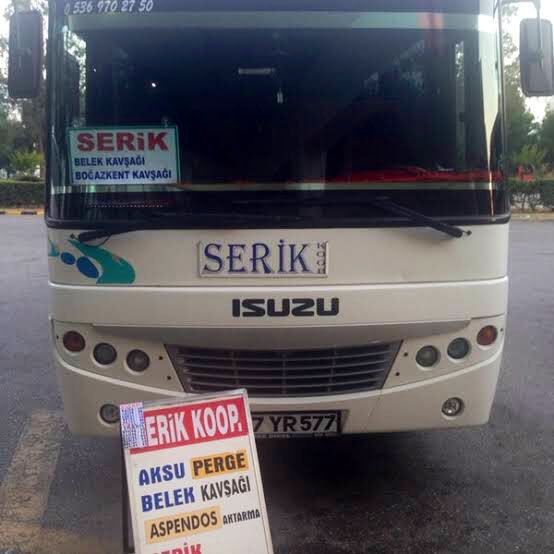 0 536 970 27 50
SERİK
BELEK KAVŞAĞI
BOĞAZKENT KAVŞAĞI
SERİK KOOP
ISUZU
7 YR 577
ERİK KOOP.
AKSU PERGE
BELEK KAVŞAĞI
ASPENDOS AKTARMA
SERİK